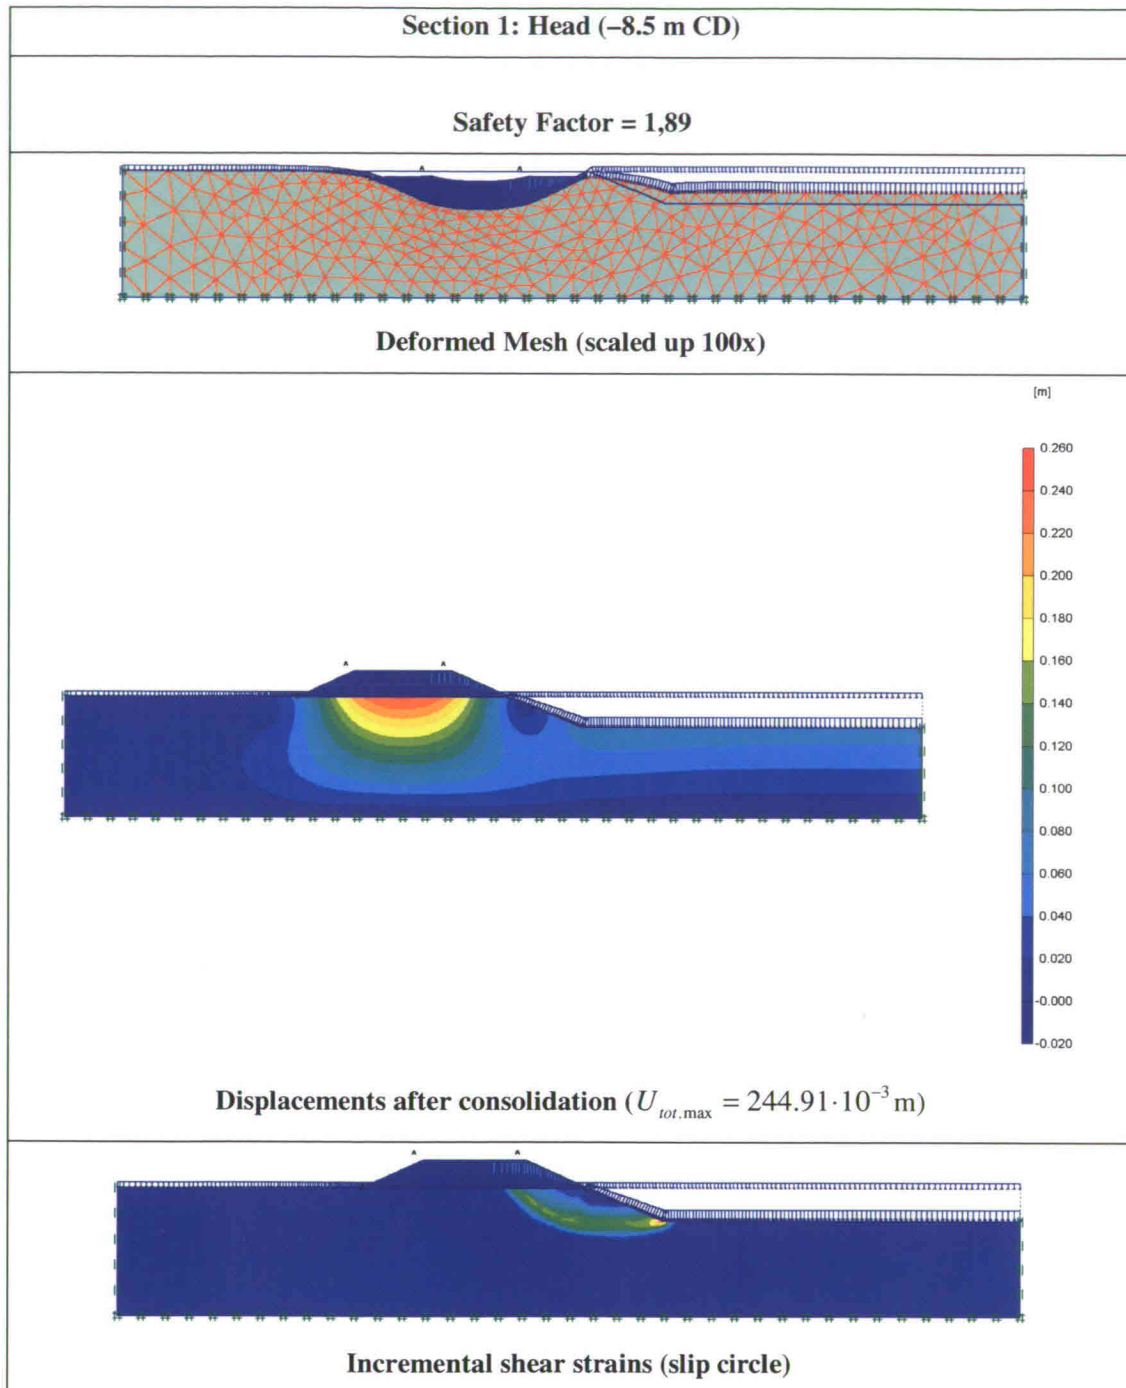 Section 1: Head (–8.5 m CD)
Safety Factor = 1,89
A A
Deformed Mesh (scaled up 100x)
[m]
0.260
0.240
0.220
0.200
0.180
0.160
0.140
0.120
0.100
0.080
0.060
0.040
0.020
-0.000
-0.020
A A
Displacements after consolidation (U_{tot.max} = 244.91·10⁻³ m)
A A
Incremental shear strains (slip circle)